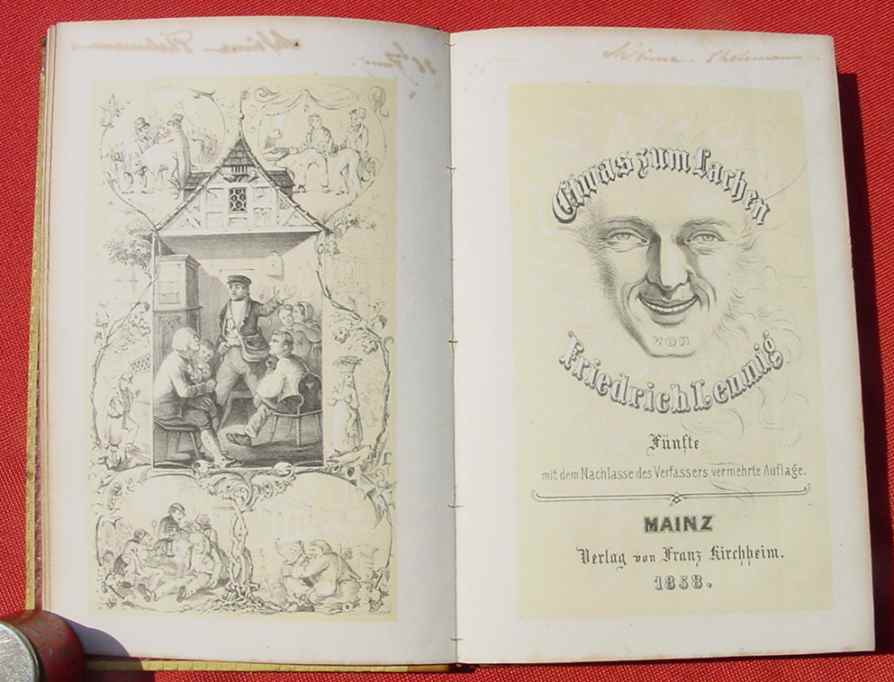 Etwas zum Lachen
von
Friedrich Lennig
Fünfte
mit dem Nachlasse des Verfassers vermehrte Auflage.
MAINZ
Verlag von Franz Kirchheim.
1858.